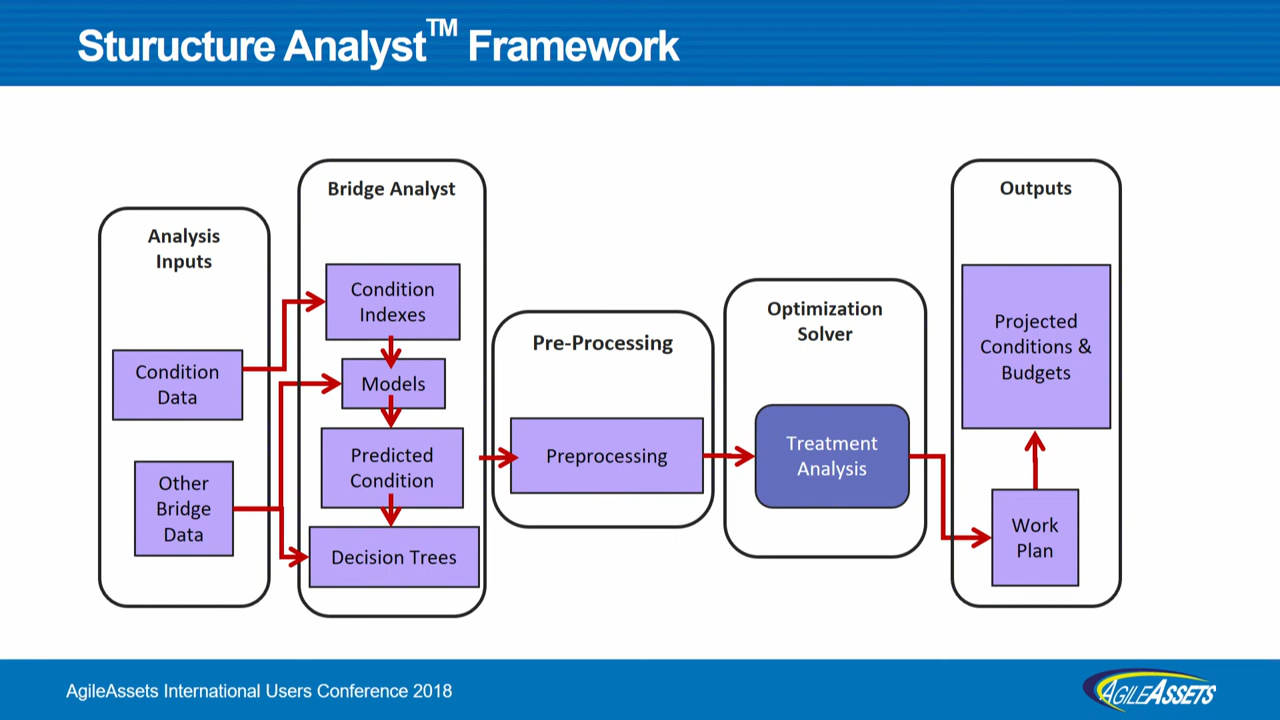 Sturucture Analyst™ Framework
Analysis
Inputs
Condition
Data
Other
Bridge
Data
Bridge Analyst
Condition
Indexes
Models
Predicted
Condition
Decision Trees
Pre-Processing
Preprocessing
Optimization
Solver
Treatment
Analysis
Outputs
Projected
Conditions &
Budgets
Work
Plan
AgileAssets International Users Conference 2018
AGILEASSETS